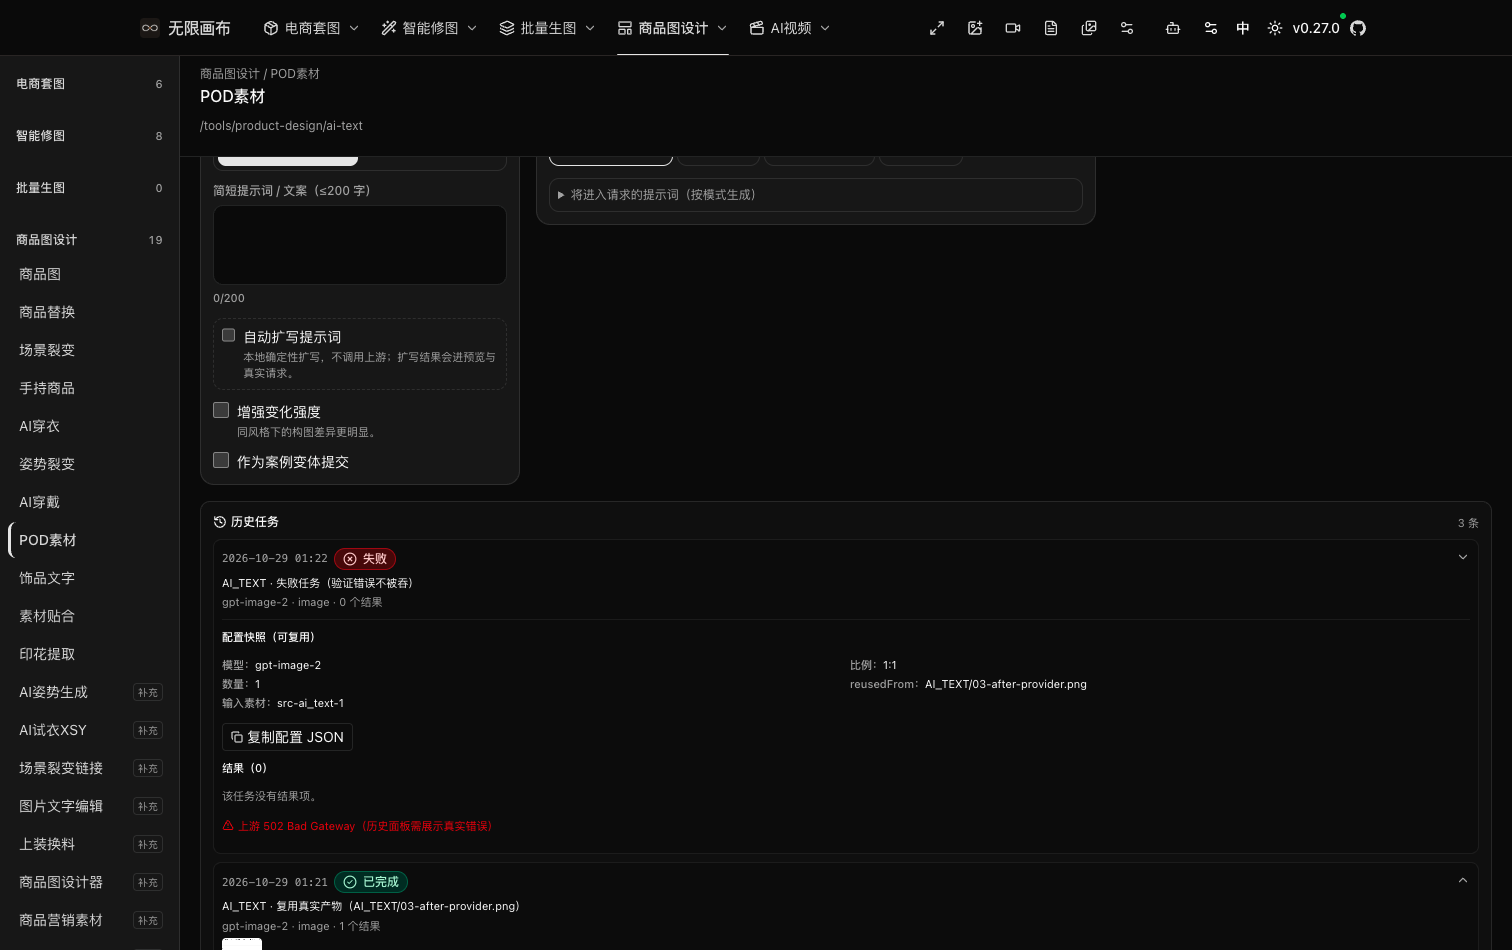 无限画布
电商套图
智能修图
批量生图
商品图设计
AI视频
中
v0.27.0
电商套图 6
智能修图 8
批量生图 0
商品图设计 19
商品图
商品替换
场景裂变
手持商品
AI穿衣
姿势裂变
AI穿戴
POD素材
饰品文字
素材贴合
印花提取
AI姿势生成 补充
AI试衣XSY 补充
场景裂变链接 补充
图片文字编辑 补充
上装换料 补充
商品图设计器 补充
商品营销素材 补充
商品图设计 / POD素材
POD素材
/tools/product-design/ai-text
简短提示词 / 文案（≤200 字）
0/200
自动扩写提示词
本地确定性扩写，不调用上游；扩写结果会进预览与
真实请求。
增强变化强度
同风格下的构图差异更明显。
作为案例变体提交
将进入请求的提示词（按模式生成）
历史任务
3 条
2026-10-29 01:22 失败
AI_TEXT · 失败任务（验证错误不被吞）
gpt-image-2 · image · 0 个结果
配置快照（可复用）
模型：gpt-image-2
比例：1:1
数量：1
reusedFrom：AI_TEXT/03-after-provider.png
输入素材：src-ai_text-1
复制配置 JSON
结果（0）
该任务没有结果项。
上游 502 Bad Gateway（历史面板需展示真实错误）
2026-10-29 01:21 已完成
AI_TEXT · 复用真实产物（AI_TEXT/03-after-provider.png）
gpt-image-2 · image · 1 个结果